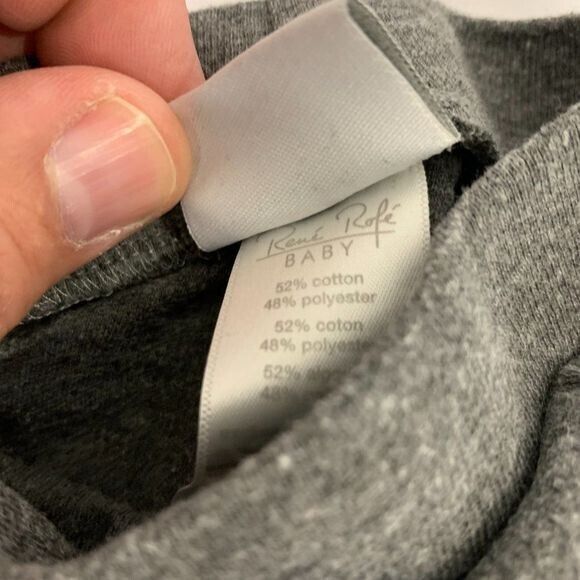 René Rofé
BABY
52% cotton
48% polyester
52% coton
48% polyester
52%